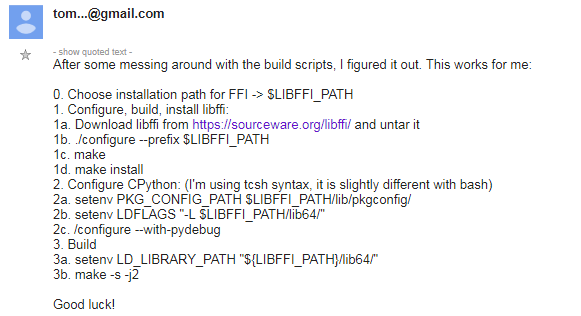 tom...@gmail.com
- show quoted text -
After some messing around with the build scripts, I figured it out. This works for me:
0. Choose installation path for FFI -> $LIBFFI_PATH
1. Configure, build, install libffi:
1a. Download libffi from https://sourceware.org/libffi/ and untar it
1b. ./configure --prefix $LIBFFI_PATH
1c. make
1d. make install
2. Configure CPython: (I'm using tcsh syntax, it is slightly different with bash)
2a. setenv PKG_CONFIG_PATH $LIBFFI_PATH/lib/pkgconfig/
2b. setenv LDFLAGS "-L $LIBFFI_PATH/lib64/"
2c. /configure --with-pydebug
3. Build
3a. setenv LD_LIBRARY_PATH "${LIBFFI_PATH}/lib64/"
3b. make -s -j2
Good luck!